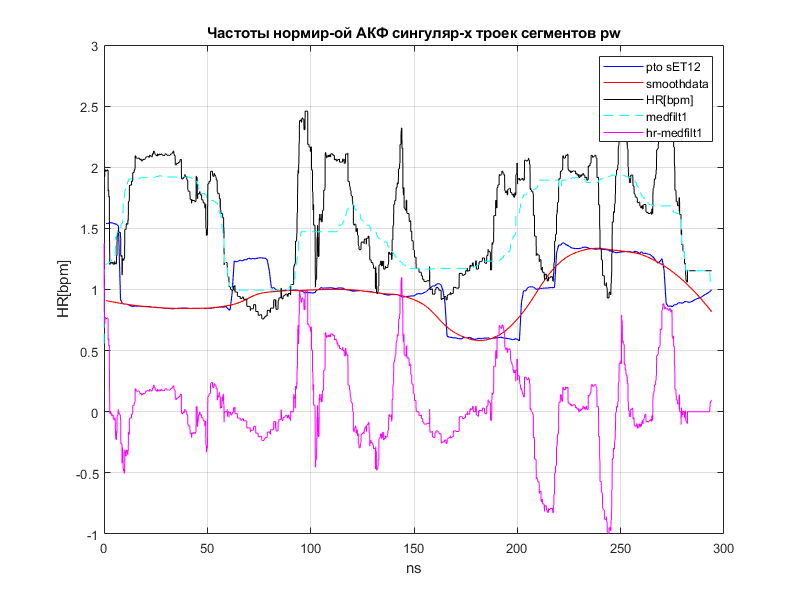 Частоты нормир-ой АКФ сингуляр-х троек сегментов pw
3
2.5
2
1.5
1
0.5
0
-0.5
-1
HR[bpm]
0
50
100
150
200
250
300
ns
pto sET12
smoothdata
HR[bpm]
medfilt1
hr-medfilt1